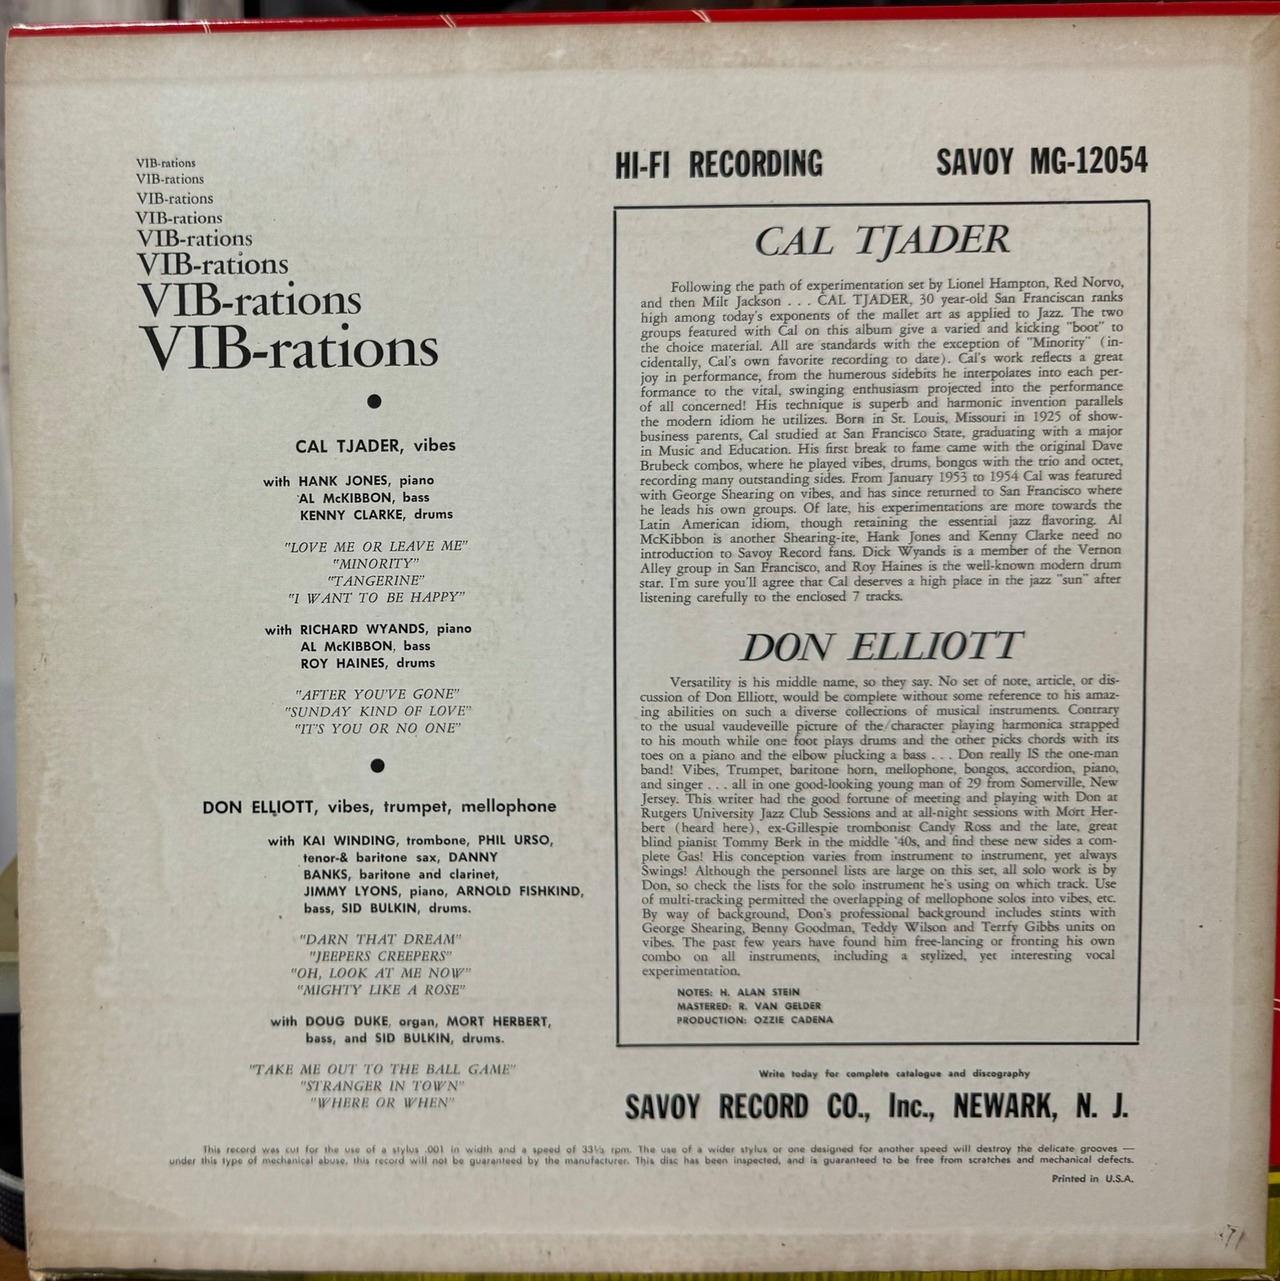 VIB-rations
VIB-rations
VIB-rations
VIB-rations
VIB-rations
VIB-rations
VIB-rations
VIB-rations
CAL TJADER, vibes
with HANK JONES, piano
AL McKIBBON, bass
KENNY CLARKE, drums
"LOVE ME OR LEAVE ME"
"MINORITY"
"TANGERINE"
"I WANT TO BE HAPPY"
with RICHARD WYANDS, piano
AL McKIBBON, bass
ROY HAINES, drums
"AFTER YOU'VE GONE"
"SUNDAY KIND OF LOVE"
"IT'S YOU OR NO ONE"
DON ELLIOTT, vibes, trumpet, mellophone
with KAI WINDING, trombone, PHIL URSO,
tenor-& baritone sax, DANNY
BANKS, baritone and clarinet,
JIMMY LYONS, piano, ARNOLD FISHKIND,
bass, SID BULKIN, drums.
"DARN THAT DREAM"
"JEEPERS CREEPERS"
"OH, LOOK AT ME NOW"
"MIGHTY LIKE A ROSE"
with DOUG DUKE, organ, MORT HERBERT,
bass, and SID BULKIN, drums.
"TAKE ME OUT TO THE BALL GAME"
"STRANGER IN TOWN"
"WHERE OR WHEN"
HI-FI RECORDING SAVOY MG-12054
CAL TJADER
Following the path of experimentation set by Lionel Hampton, Red Norvo,
and then Milt Jackson . . . CAL TJADER, 30 year-old San Franciscan ranks
high among today's exponents of the mallet art as applied to Jazz. The two
groups featured with Cal on this album give a varied and kicking "boot" to
the choice material. All are standards with the exception of "Minority" (in-
cidentally, Cal's own favorite recording to date). Cal's work reflects a great
joy in performance, from the humerous sidebits he interpolates into each per-
formance to the vital, swinging enthusiasm projected into the performance
of all concerned! His technique is superb and harmonic invention parallels
the modern idiom he utilizes. Born in St. Louis, Missouri in 1925 of show-
business parents, Cal studied at San Francisco State, graduating with a major
in Music and Education. His first break to fame came with the original Dave
Brubeck combos, where he played vibes, drums, bongos with the trio and octet,
recording many outstanding sides. From January 1953 to 1954 Cal was featured
with George Shearing on vibes, and has since returned to San Francisco where
he leads his own groups. Of late, his experimentations are more towards the
Latin American idiom, though retaining the essential jazz flavoring. Al
McKibbon is another Shearing-ite, Hank Jones and Kenny Clarke need no
introduction to Savoy Record fans. Dick Wyands is a member of the Vernon
Alley group in San Francisco, and Roy Haines is the well-known modern drum
star. I'm sure you'll agree that Cal deserves a high place in the jazz "sun" after
listening carefully to the enclosed 7 tracks.
DON ELLIOTT
Versatility is his middle name, so they say. No set of note, article, or dis-
cussion of Don Elliott, would be complete without some reference to his amaz-
ing abilities on such a diverse collections of musical instruments. Contrary
to the usual vaudeveille picture of the character playing harmonica strapped
to his mouth while one foot plays drums and the other picks chords with its
toes on a piano and the elbow plucking a bass . . . Don really IS the one-man
band! Vibes, Trumpet, baritone horn, mellophone, bongos, accordion, piano,
and singer . . . all in one good-looking young man of 29 from Somerville, New
Jersey. This writer had the good fortune of meeting and playing with Don at
Rutgers University Jazz Club Sessions and at all-night sessions with Mort Her-
bert (heard here), ex-Gillespie trombonist Candy Ross and the late, great
blind pianist Tommy Berk in the middle '40s, and find these new sides a com-
plete Gas! His conception varies from instrument to instrument, yet always
Swings! Although the personnel lists are large on this set, all solo work is by
Don, so check the lists for the solo instrument he's using on which track. Use
of multi-tracking permitted the overlapping of mellophone solos into vibes, etc.
By way of background, Don's professional background includes stints with
George Shearing, Benny Goodman, Teddy Wilson and Terrfy Gibbs units on
vibes. The past few years have found him free-lancing or fronting his own
combo on all instruments, including a stylized, yet interesting vocal
experimentation.
NOTES: H. ALAN STEIN
MASTERED: R. VAN GELDER
PRODUCTION: OZZIE CADENA
Write today for complete catalogue and discography
SAVOY RECORD CO., Inc., NEWARK, N. J.
This record was cut for the use of a stylus .001 in width and a speed of 33⅓ rpm. The use of a wider stylus or one designed for another speed will destroy the delicate grooves —
under this type of mechanical abuse, this record will not be guaranteed by the manufacturer. This disc has been inspected, and is guaranteed to be free from scratches and mechanical defects.
Printed in U.S.A.